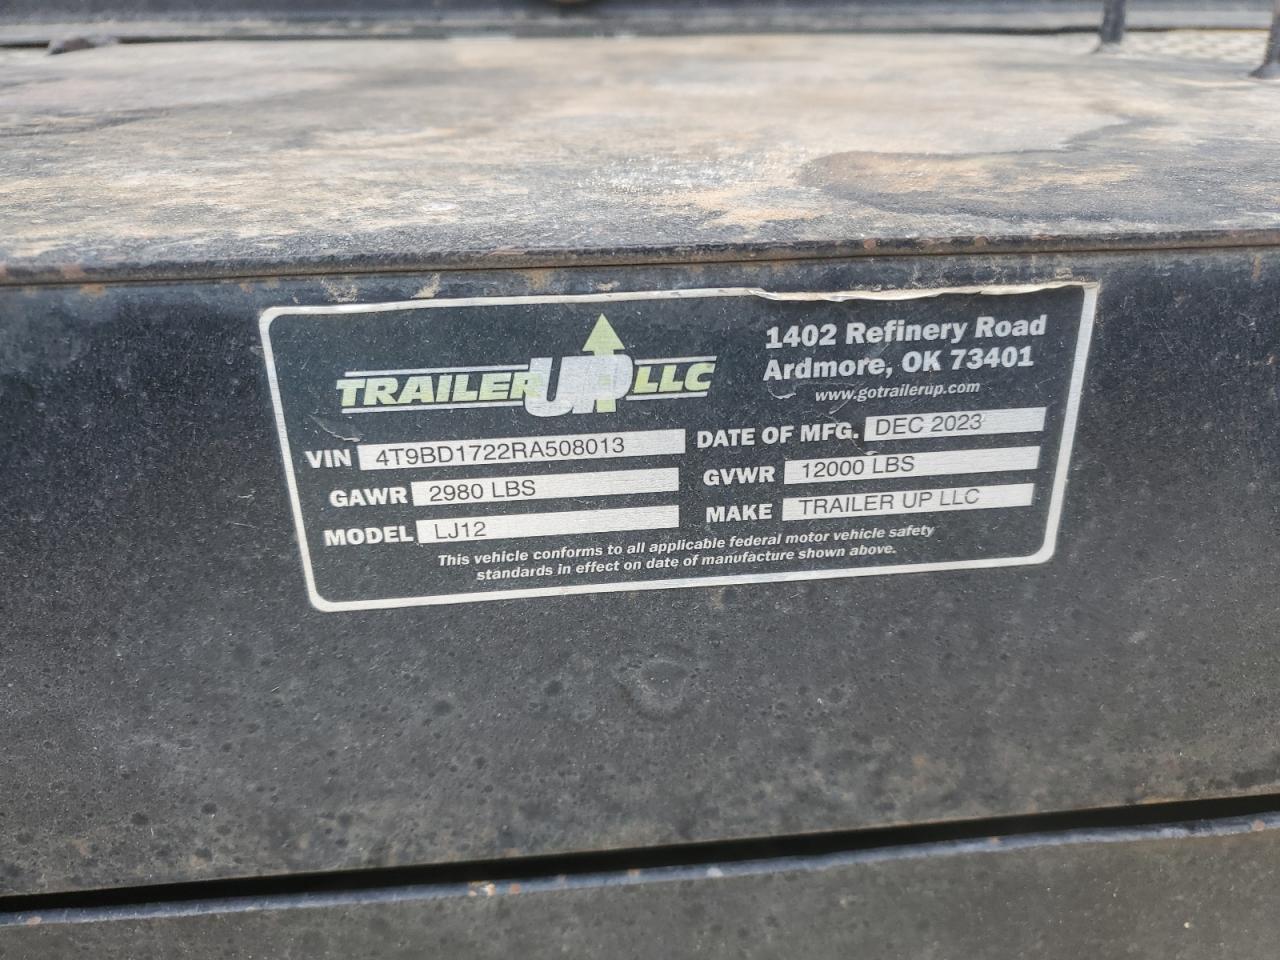 TRAILER UP LLC
1402 Refinery Road
Ardmore, OK 73401
www.gotrailerup.com
VIN 4T9BD1722RA508013
DATE OF MFG. DEC 2023
GAWR 2980 LBS
GVWR 12000 LBS
MODEL LJ12
MAKE TRAILER UP LLC
This vehicle conforms to all applicable federal motor vehicle safety
standards in effect on date of manufacture shown above.